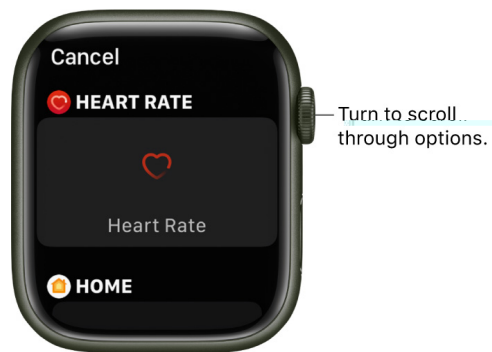 Cancel
HEART RATE
Heart Rate
HOME
Turn to scroll
through options.